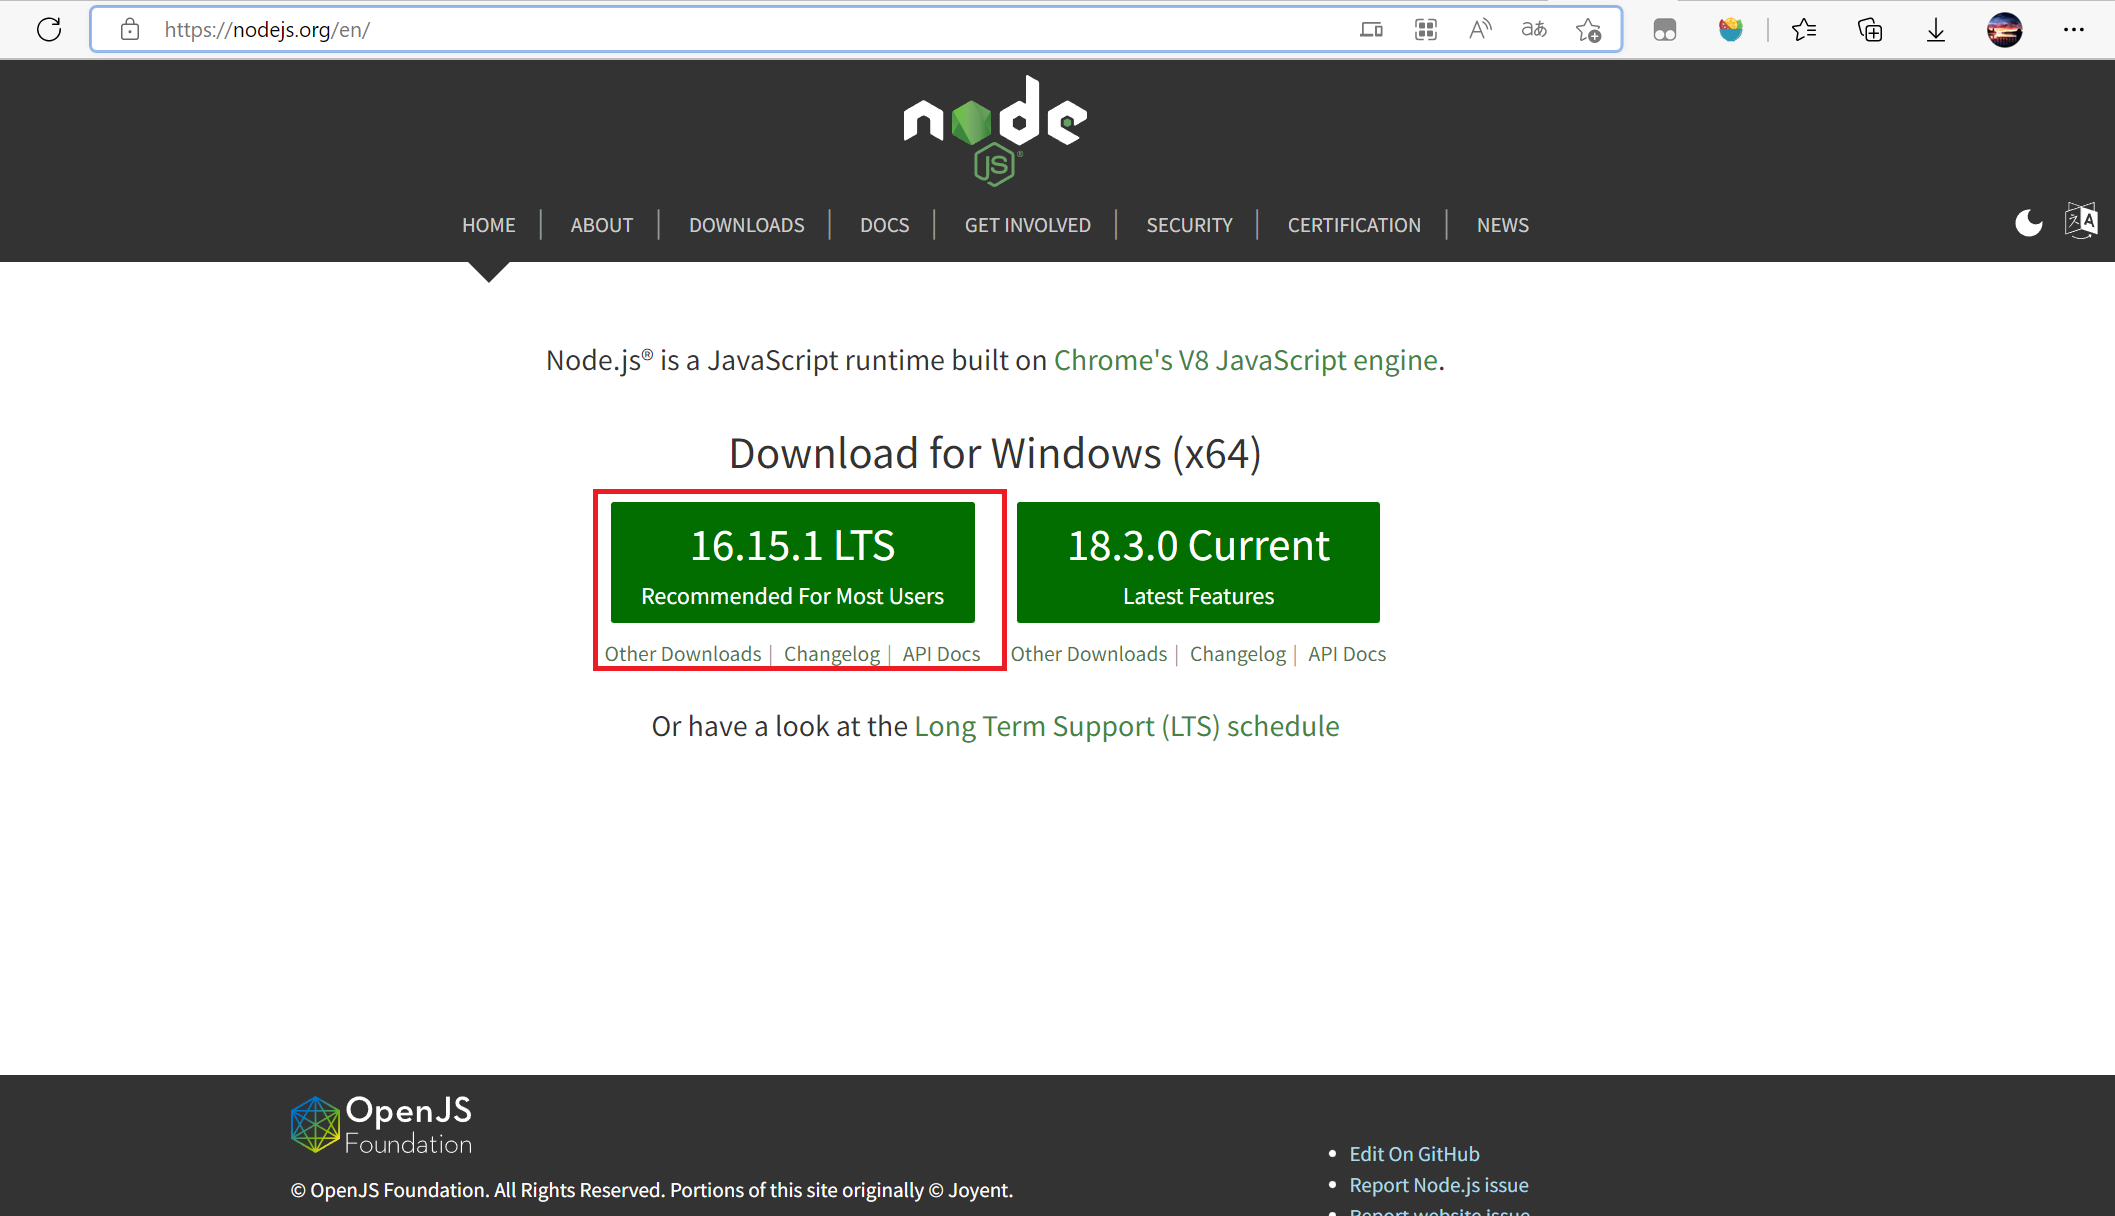 https://nodejs.org/en/
node
JS®
HOME | ABOUT | DOWNLOADS | DOCS | GET INVOLVED | SECURITY | CERTIFICATION | NEWS
Node.js® is a JavaScript runtime built on Chrome's V8 JavaScript engine.
Download for Windows (x64)
16.15.1 LTS
Recommended For Most Users
Other Downloads | Changelog | API Docs
18.3.0 Current
Latest Features
Other Downloads | Changelog | API Docs
Or have a look at the Long Term Support (LTS) schedule
OpenJS
Foundation
© OpenJS Foundation. All Rights Reserved. Portions of this site originally © Joyent.
Edit On GitHub
Report Node.js issue
Report website issue